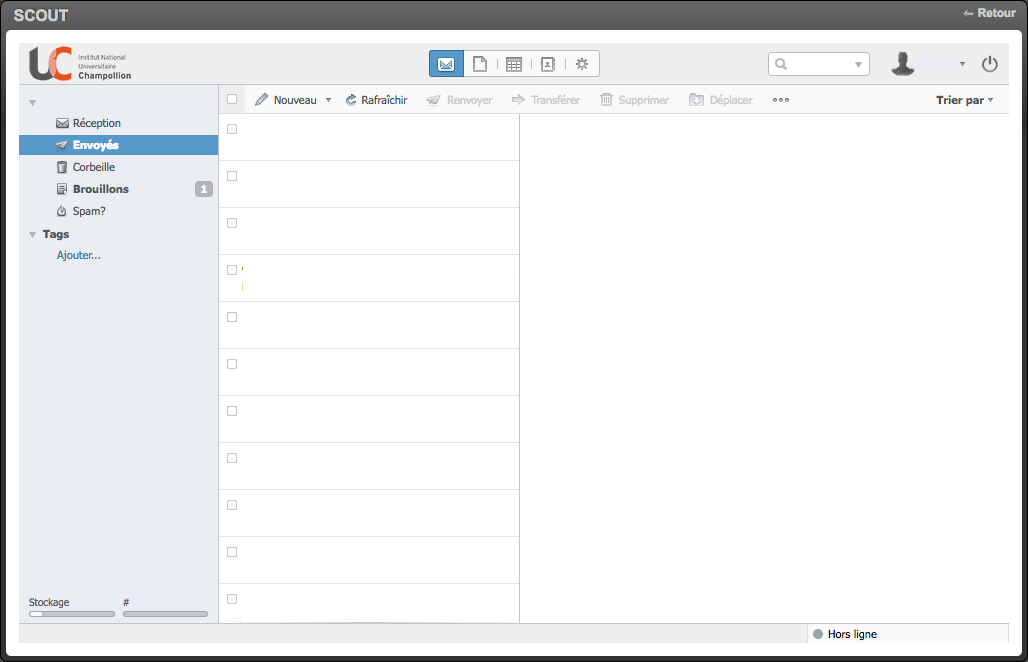 SCOUT
← Retour
UC
Institut National
Universitaire
Champollion
Nouveau
Rafraîchir
Renvoyer
Transférer
Supprimer
Déplacer
•••
Trier par
Réception
Envoyés
Corbeille
Brouillons 1
Spam?
Tags
Ajouter...
Stockage
#
Hors ligne